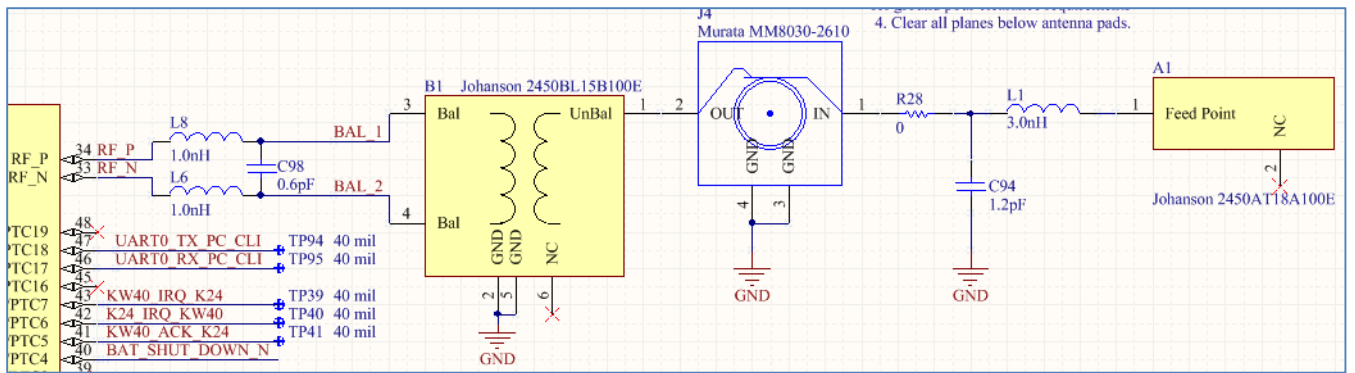 4. Clear all planes below antenna pads.
J4
Murata MM8030-2610
B1 Johanson 2450BL15B100E
A1
3 Bal UnBal 1
2 OUT IN 1
GND GND
4 3
GND
R28
0
L1
3.0nH
1 Feed Point
NC
2
Johanson 2450AT18A100E
C94
1.2pF
GND
L8
1.0nH
BAL_1
C98
0.6pF
BAL_2
L6
1.0nH
4 Bal
GND GND NC
2 5 6
GND
RF_P 34 RF_P
RF_N 33 RF_N
PTC19 48
PTC18 47 UART0_TX_PC_CLI TP94 40 mil
PTC17 46 UART0_RX_PC_CLI TP95 40 mil
PTC16 45
/PTC7 43 KW40_IRQ_K24 TP39 40 mil
/PTC6 42 K24_IRQ_KW40 TP40 40 mil
/PTC5 41 KW40_ACK_K24 TP41 40 mil
/PTC4 40 BAT_SHUT_DOWN_N
39